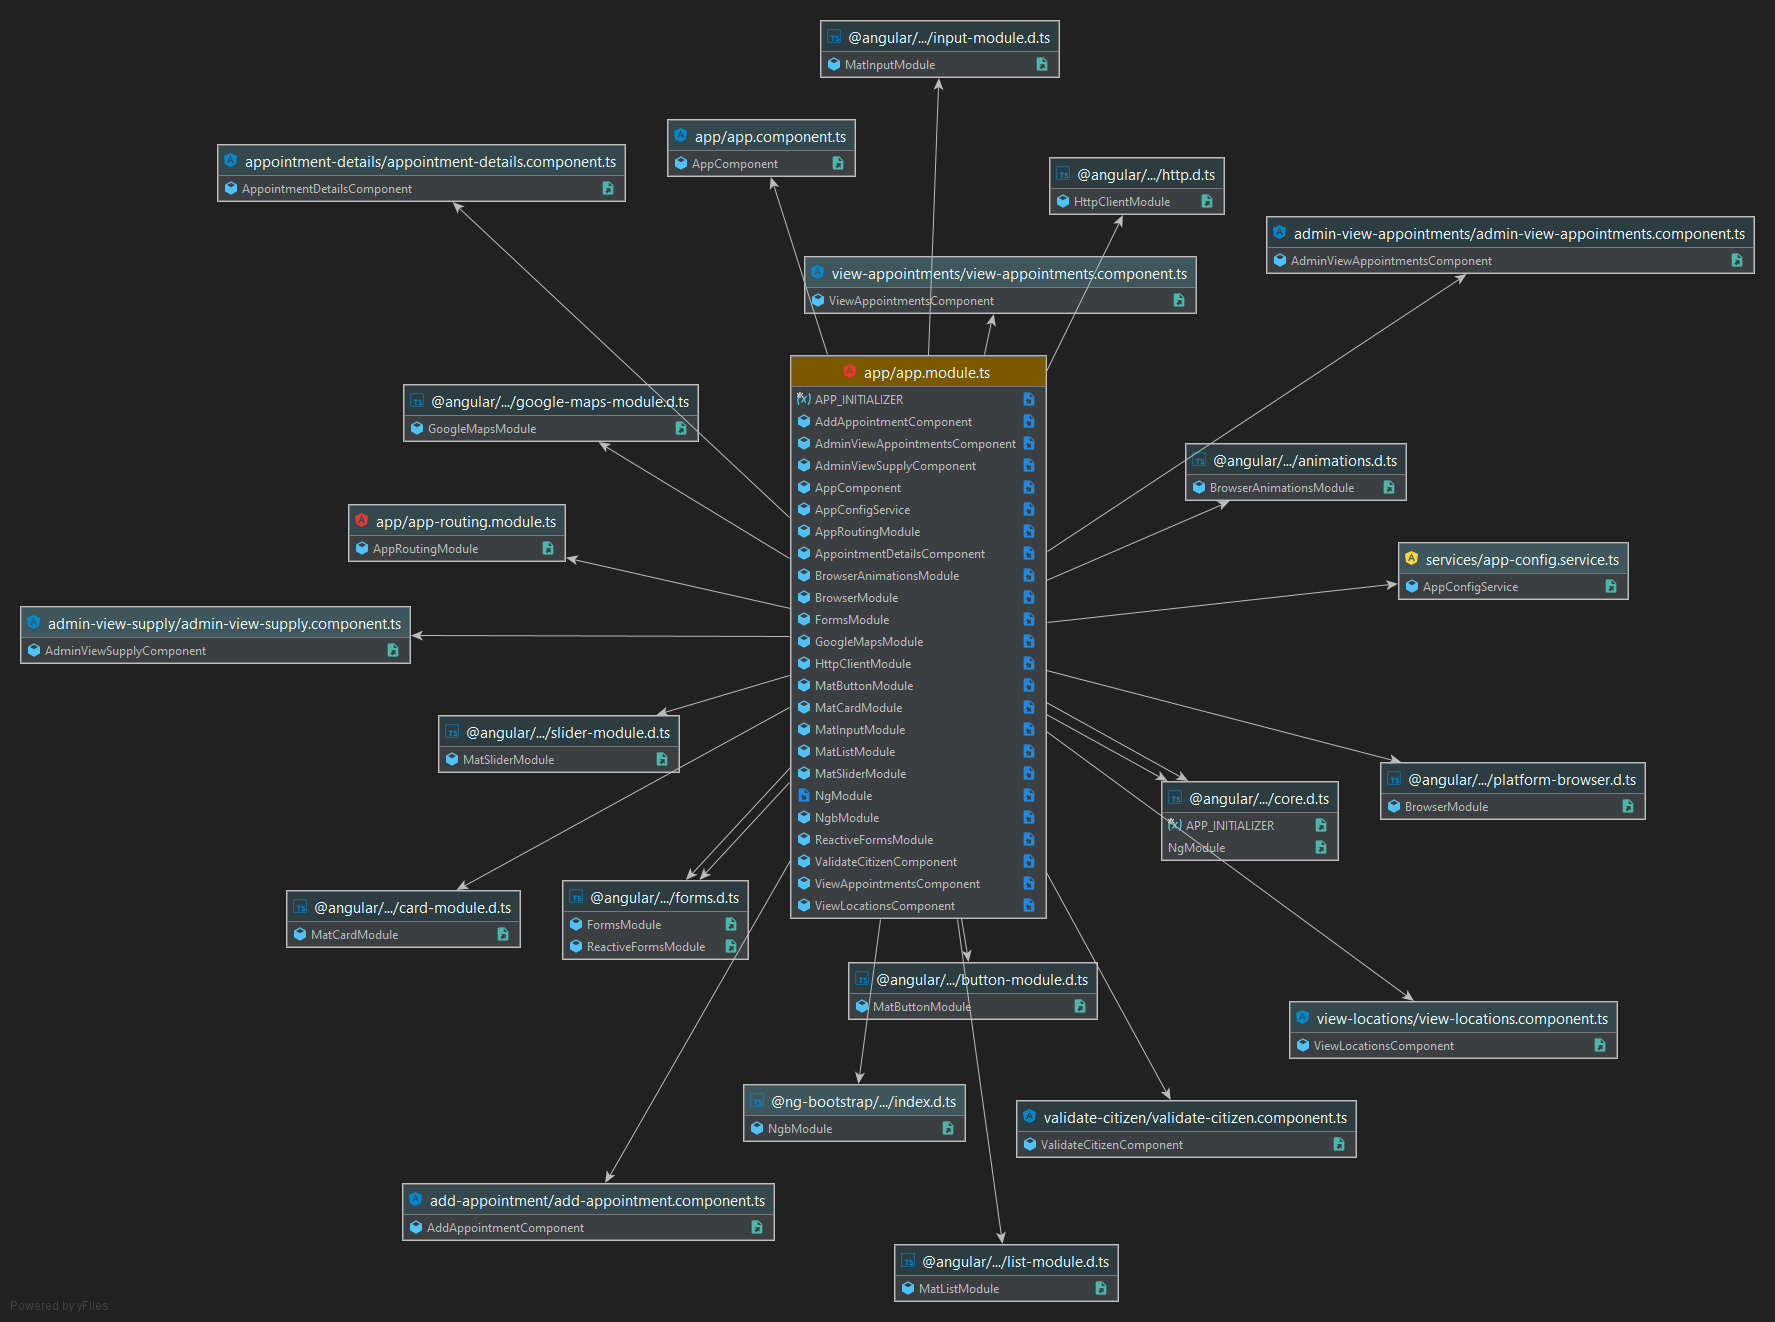 @angular/.../input-module.d.ts
MatInputModule
app/app.component.ts
AppComponent
appointment-details/appointment-details.component.ts
AppointmentDetailsComponent
@angular/.../http.d.ts
HttpClientModule
admin-view-appointments/admin-view-appointments.component.ts
AdminViewAppointmentsComponent
view-appointments/view-appointments.component.ts
ViewAppointmentsComponent
app/app.module.ts
APP_INITIALIZER
AddAppointmentComponent
AdminViewAppointmentsComponent
AdminViewSupplyComponent
AppComponent
AppConfigService
AppRoutingModule
AppointmentDetailsComponent
BrowserAnimationsModule
BrowserModule
FormsModule
GoogleMapsModule
HttpClientModule
MatButtonModule
MatCardModule
MatInputModule
MatListModule
MatSliderModule
NgModule
NgbModule
ReactiveFormsModule
ValidateCitizenComponent
ViewAppointmentsComponent
ViewLocationsComponent
@angular/.../google-maps-module.d.ts
GoogleMapsModule
@angular/.../animations.d.ts
BrowserAnimationsModule
app/app-routing.module.ts
AppRoutingModule
services/app-config.service.ts
AppConfigService
admin-view-supply/admin-view-supply.component.ts
AdminViewSupplyComponent
@angular/.../slider-module.d.ts
MatSliderModule
@angular/.../platform-browser.d.ts
BrowserModule
@angular/.../core.d.ts
APP_INITIALIZER
NgModule
@angular/.../card-module.d.ts
MatCardModule
@angular/.../forms.d.ts
FormsModule
ReactiveFormsModule
@angular/.../button-module.d.ts
MatButtonModule
view-locations/view-locations.component.ts
ViewLocationsComponent
@ng-bootstrap/.../index.d.ts
NgbModule
validate-citizen/validate-citizen.component.ts
ValidateCitizenComponent
add-appointment/add-appointment.component.ts
AddAppointmentComponent
@angular/.../list-module.d.ts
MatListModule
Powered by yFiles